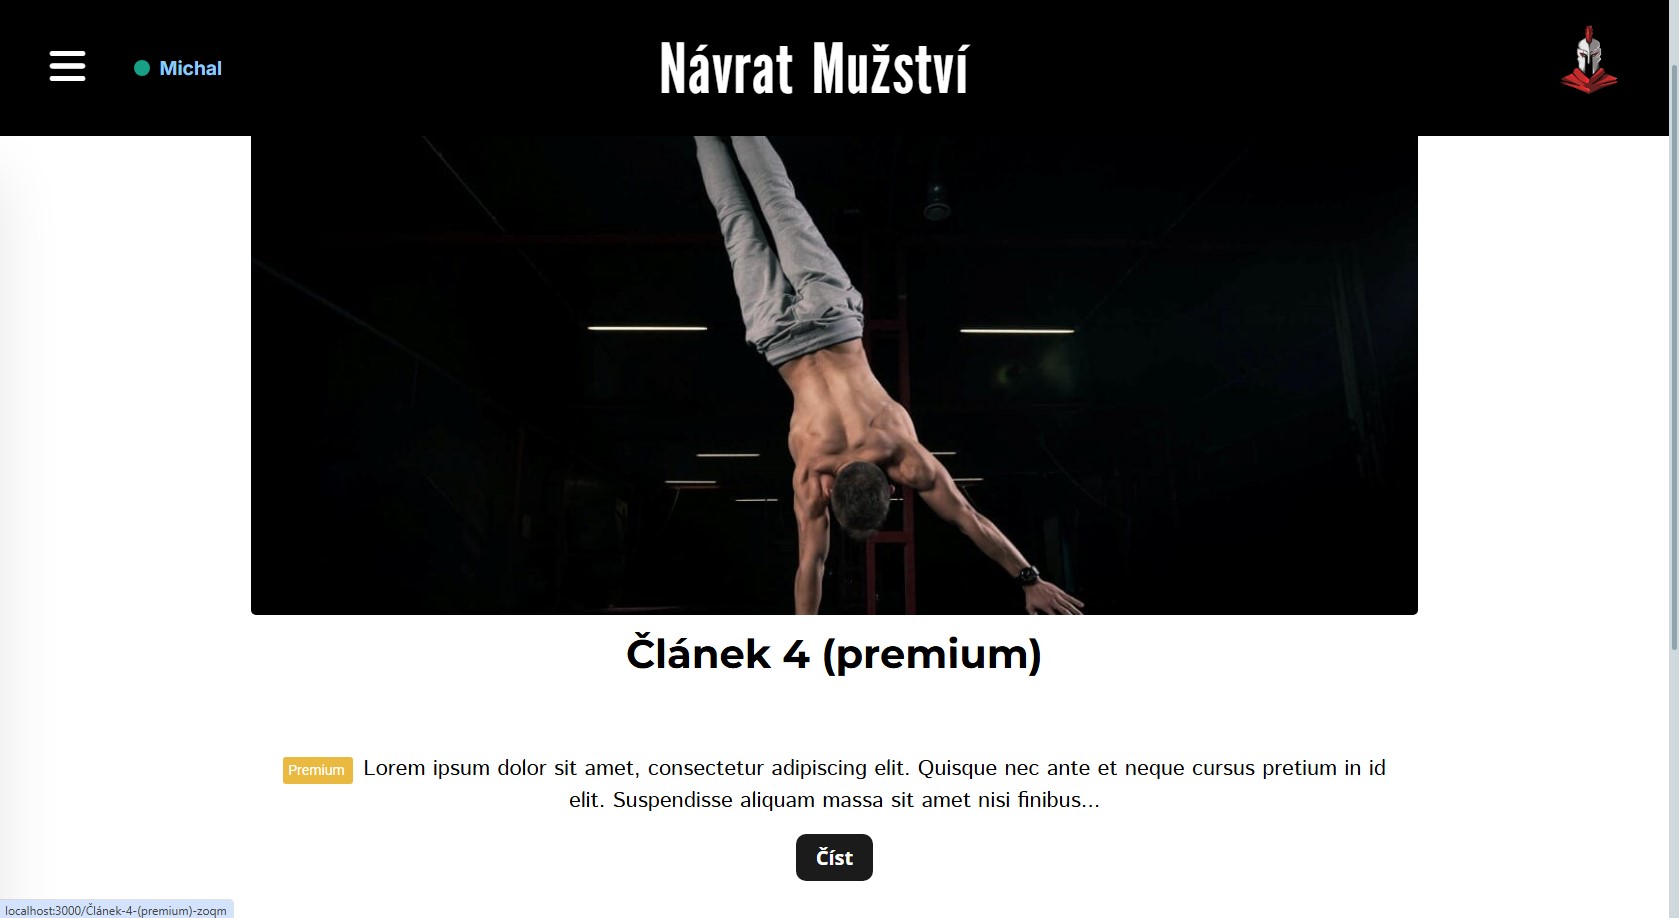 Michal
Návrat Mužství
Článek 4 (premium)
Premium Lorem ipsum dolor sit amet, consectetur adipiscing elit. Quisque nec ante et neque cursus pretium in id
elit. Suspendisse aliquam massa sit amet nisi finibus...
Číst
localhost:3000/Článek-4-(premium)-zoqm